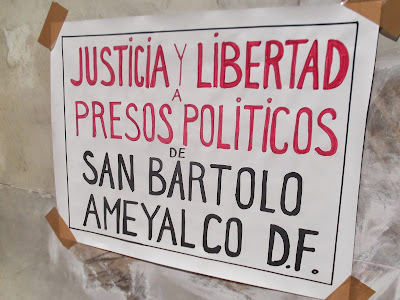 JUSTICIA Y LIBERTAD
A
PRESOS POLITICOS
DE
SAN BARTOLO
AMEYALCO D.F.